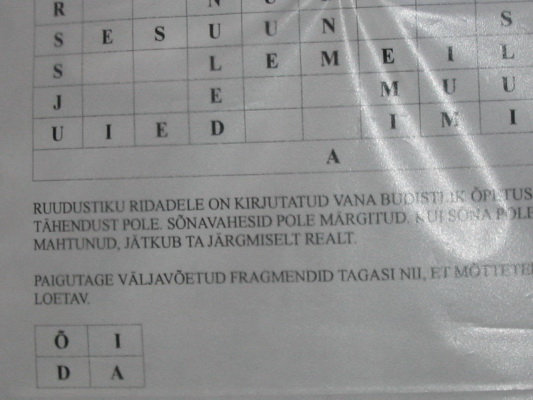 R
S E S U U N S
S L E M E I L
J E M U U
U I E D I M I
A
RUUDUSTIKU RIDADELE ON KIRJUTATUD VANA BUDISTLIK ÕPETUS
TÄHENDUST POLE. SÕNAVAHESID POLE MÄRGITUD. KUI SÕNA POLE
MAHTUNUD, JÄTKUB TA JÄRGMISELT REALT.
PAIGUTAGE VÄLJAVÕETUD FRAGMENDID TAGASI NII, ET
LOETAV.
Õ I
D A